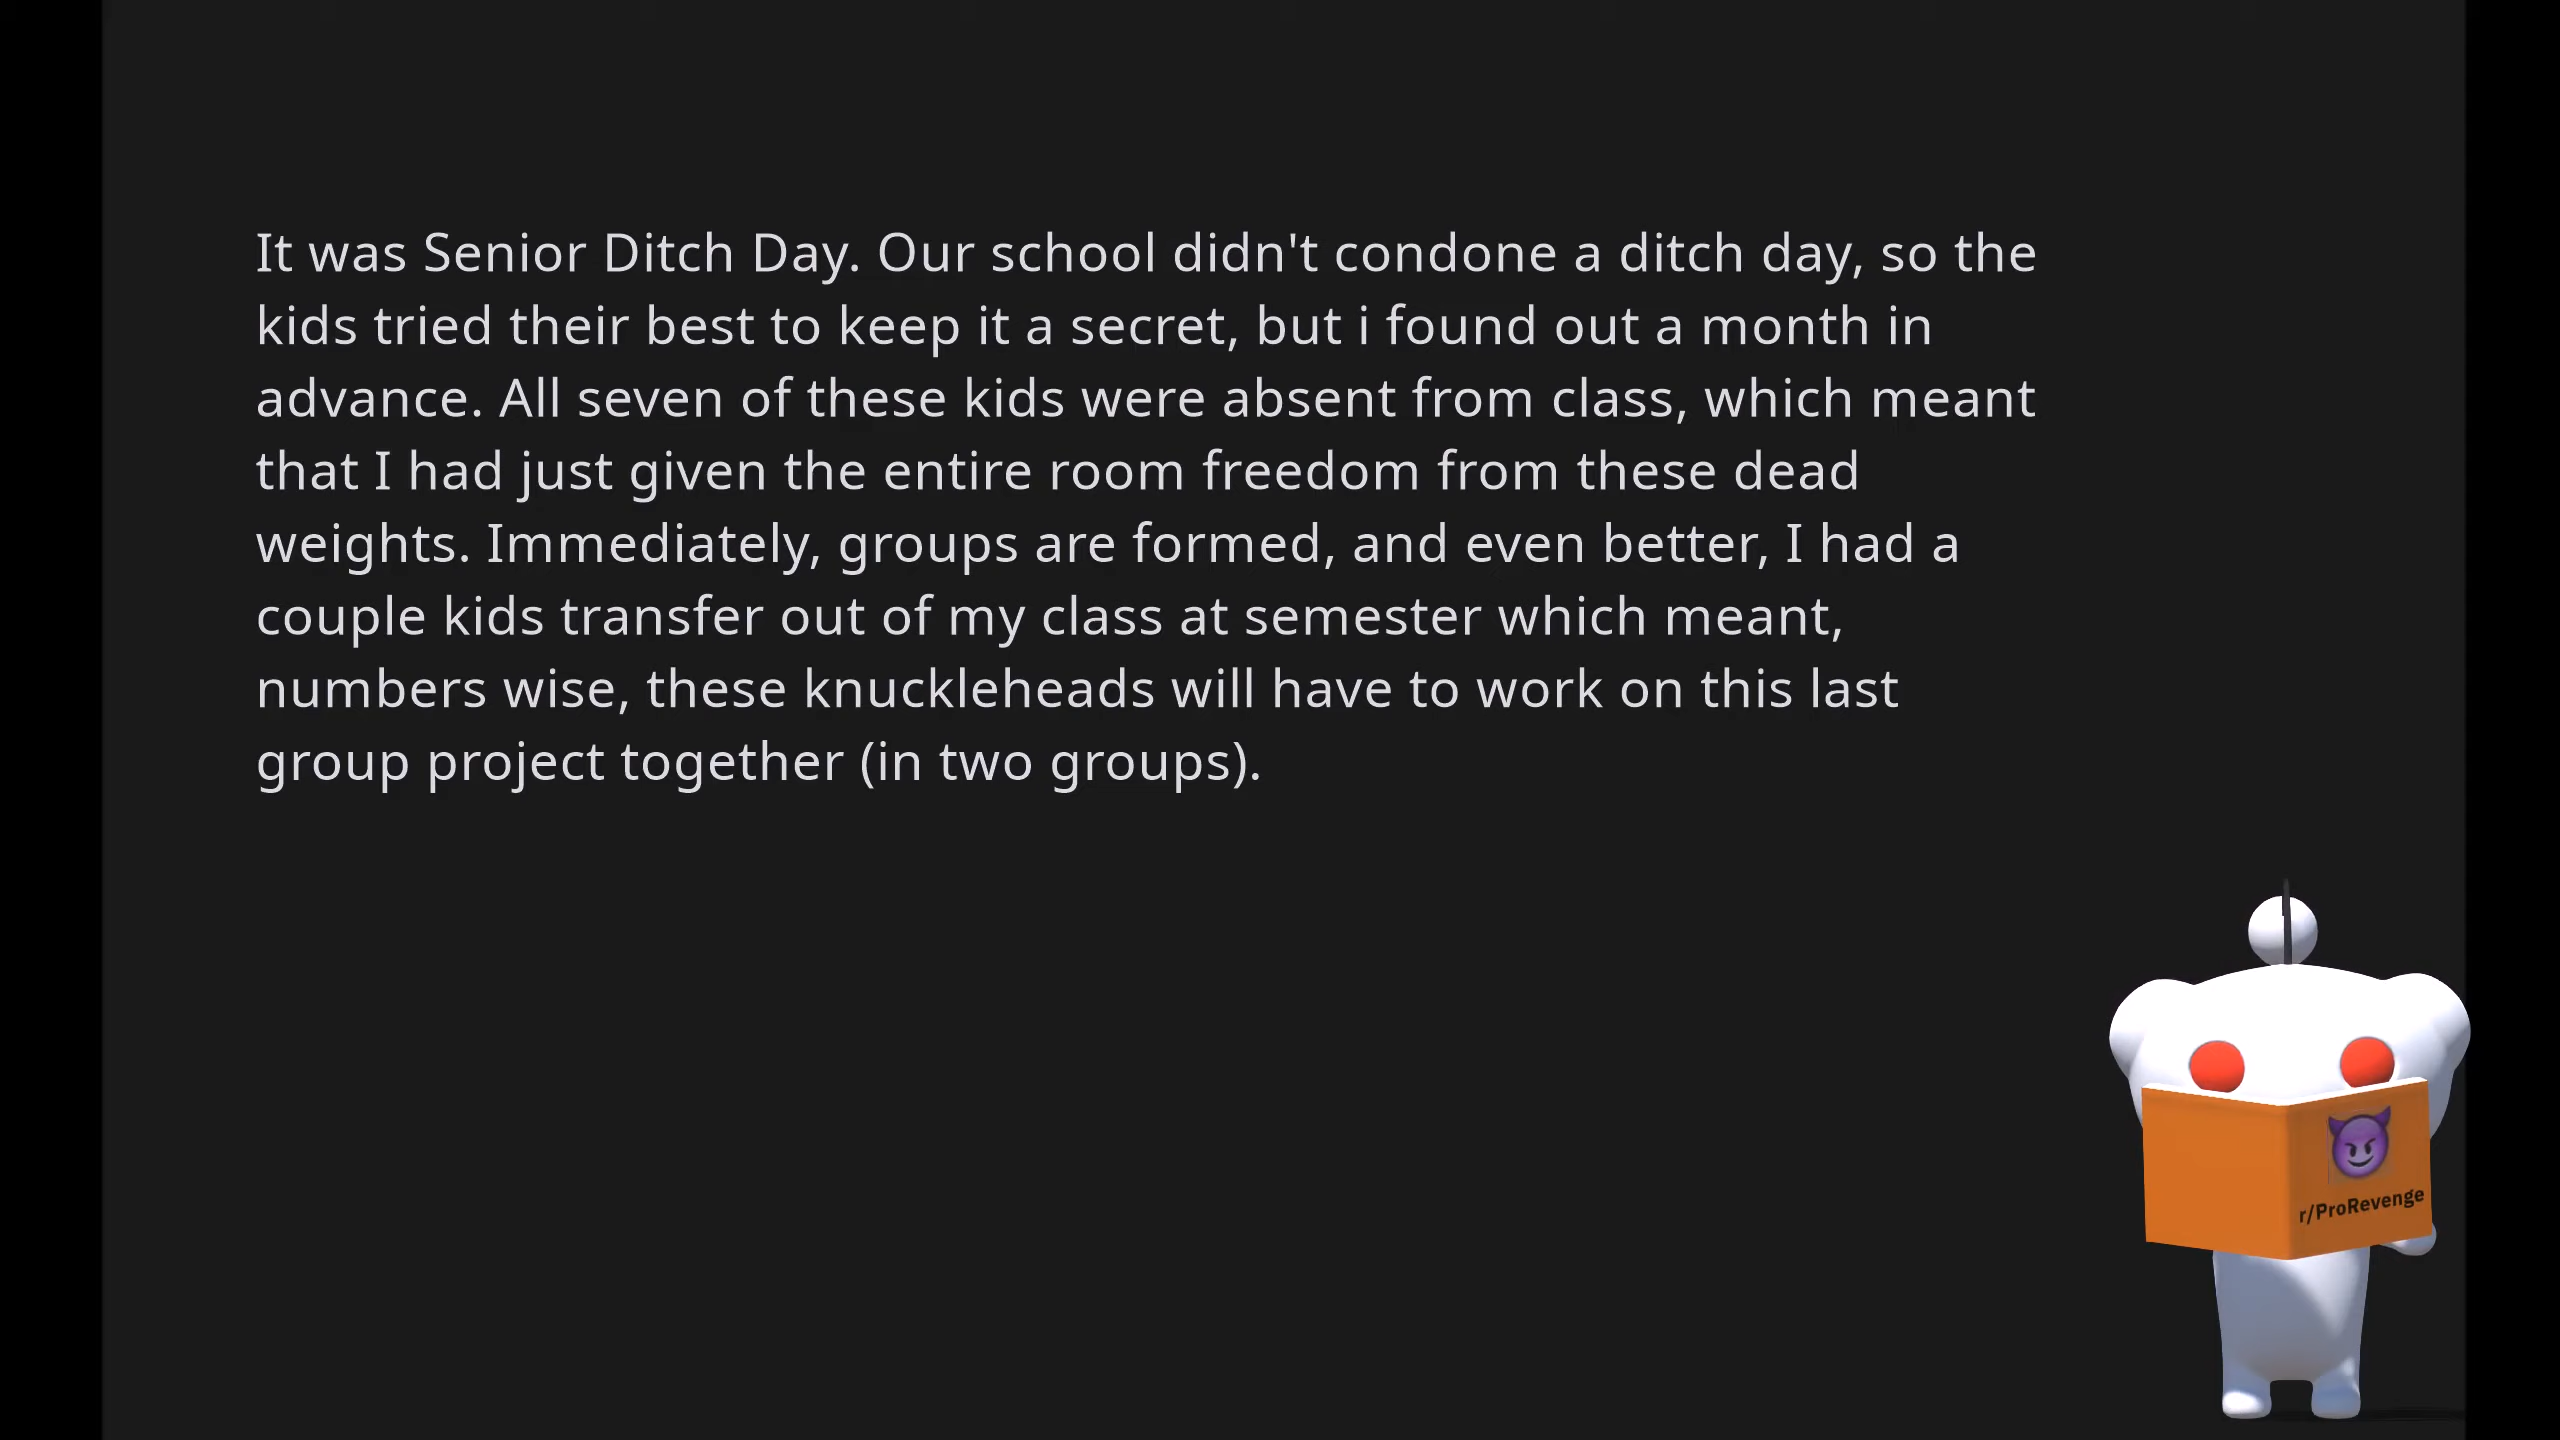 It was Senior Ditch Day. Our school didn't condone a ditch day, so the
kids tried their best to keep it a secret, but i found out a month in
advance. All seven of these kids were absent from class, which meant
that I had just given the entire room freedom from these dead
weights. Immediately, groups are formed, and even better, I had a
couple kids transfer out of my class at semester which meant,
numbers wise, these knuckleheads will have to work on this last
group project together (in two groups).
r/ProRevenge